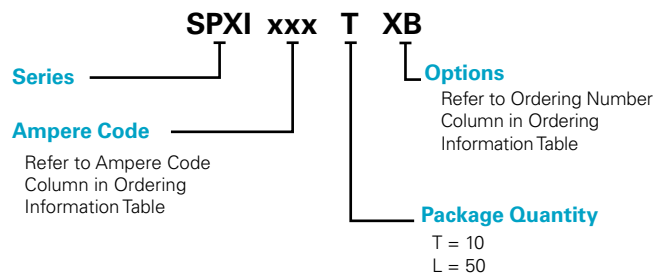 SPXI xxx T XB
Series
Ampere Code
Refer to Ampere Code
Column in Ordering
Information Table
Options
Refer to Ordering Number
Column in Ordering
Information Table
Package Quantity
T = 10
L = 50